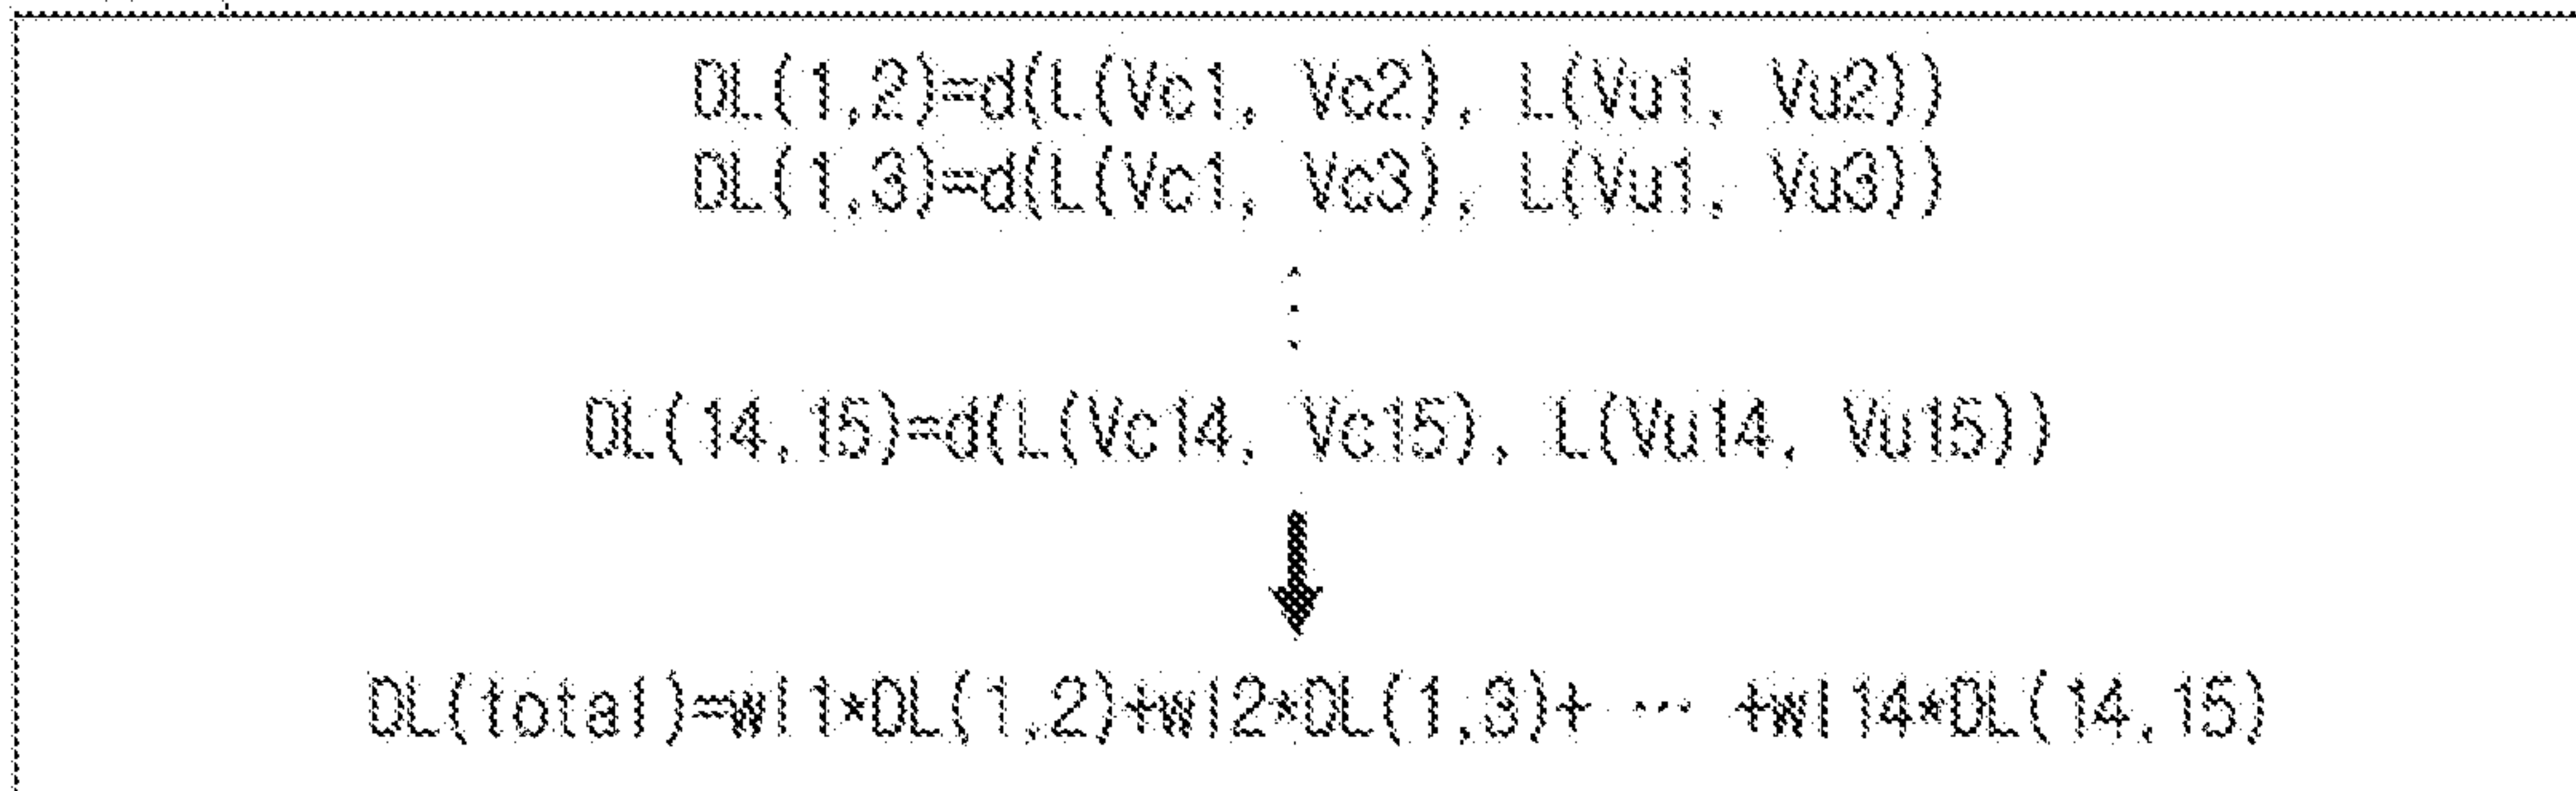 DL(1,2)=d(L(Vc1, Vc2), L(Vu1, Vu2))
DL(1,3)=d(L(Vc1, Vc3), L(Vu1, Vu3))
⋮
DL(14,15)=d(L(Vc14, Vc15), L(Vu14, Vu15))
DL(total)=wl1*DL(1,2)+wl2*DL(1,3)+ ··· +wl14*DL(14,15)